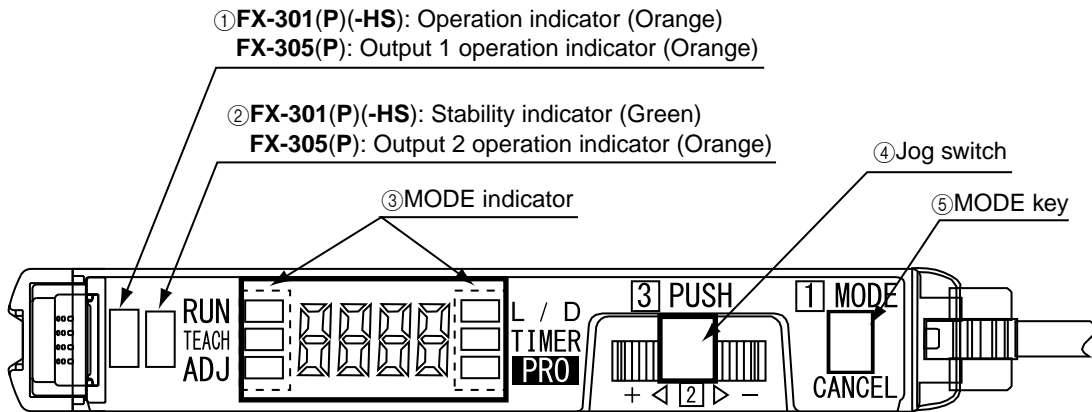 ①FX-301(P)(-HS): Operation indicator (Orange)
FX-305(P): Output 1 operation indicator (Orange)
②FX-301(P)(-HS): Stability indicator (Green)
FX-305(P): Output 2 operation indicator (Orange)
④Jog switch
③MODE indicator
⑤MODE key
RUN
TEACH
ADJ
8888
L / D
TIMER
PRO
3 PUSH
+ ◁ 2 ▷ −
1 MODE
CANCEL